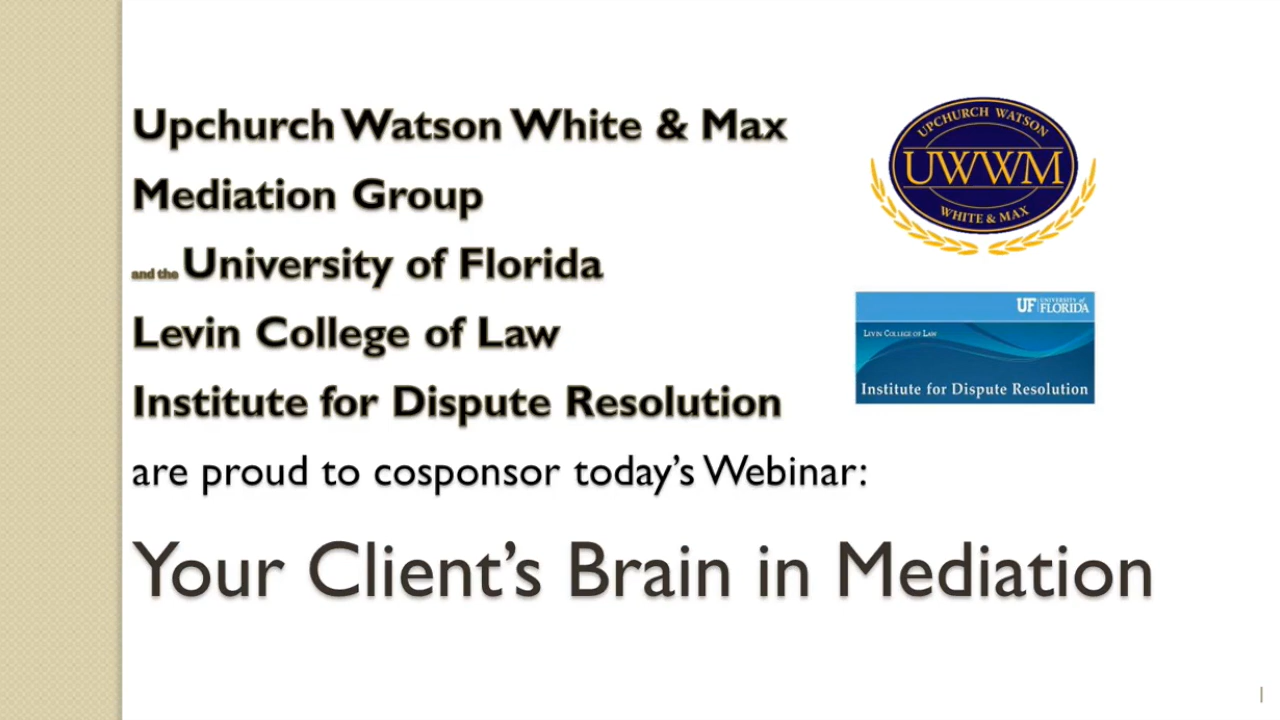 Upchurch Watson White & Max
Mediation Group
and the University of Florida
Levin College of Law
Institute for Dispute Resolution
are proud to cosponsor today's Webinar:
Your Client's Brain in Mediation
UPCHURCH WATSON
UWWM
WHITE & MAX
UF UNIVERSITY of
FLORIDA
LEVIN COLLEGE OF LAW
Institute for Dispute Resolution
1